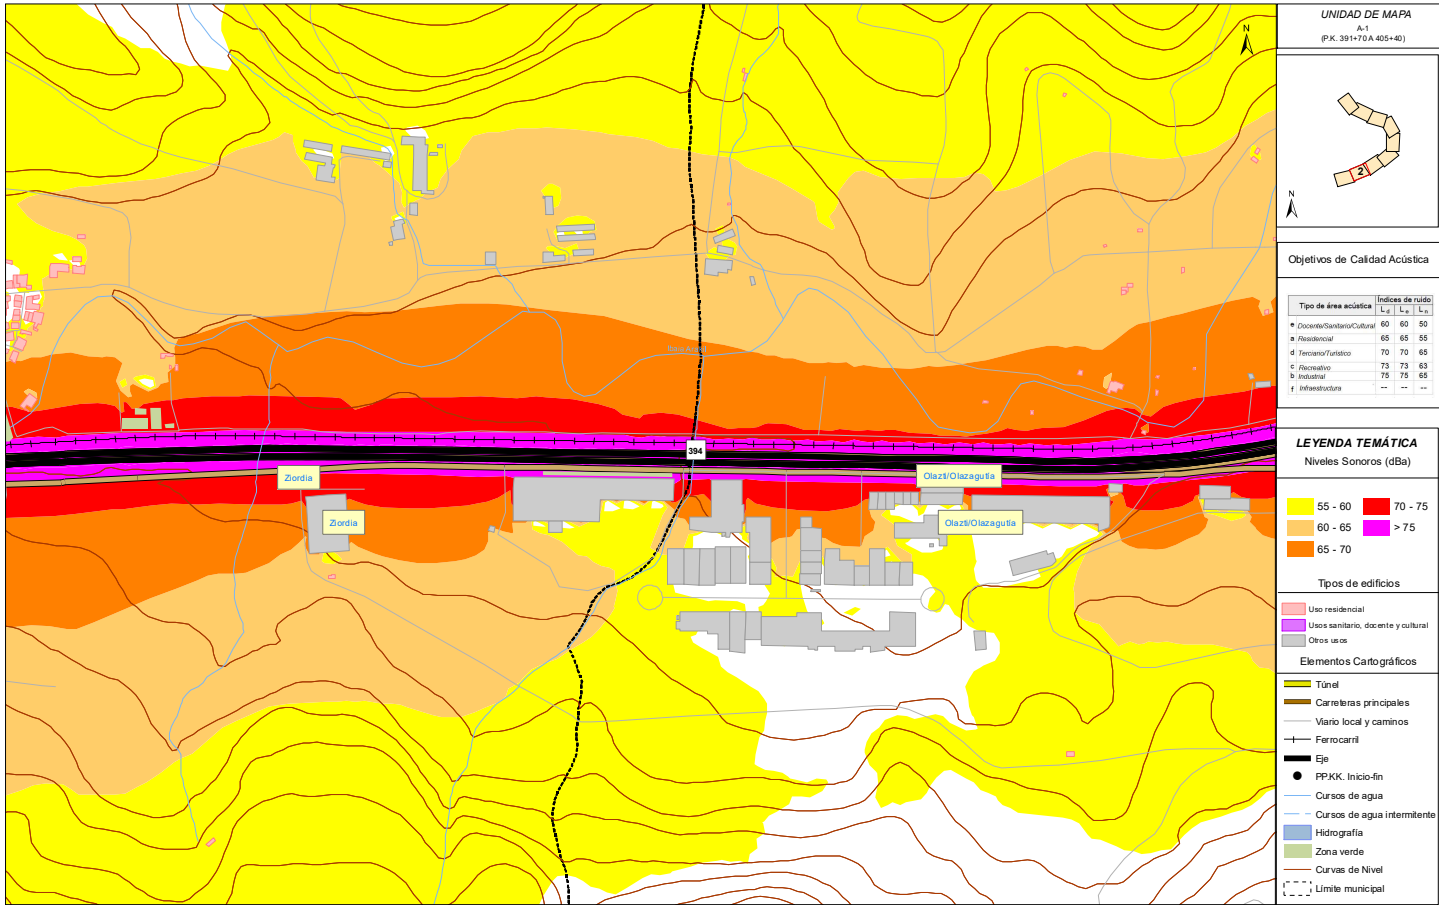 UNIDAD DE MAPA
A-1
(P.K. 391+70 A 405+40)
N
2
N
Objetivos de Calidad Acústica
Tipo de área acústica Índices de ruido
L d L e L n
e Docente/Sanitario/Cultural 60 60 50
a Residencial 65 65 55
d Terciario/Turístico 70 70 65
c Recreativo 73 73 63
b Industrial 75 75 65
f Infraestructura -- -- --
394
Ziordia
Ziordia
Olazti/Olazagutía
Olazti/Olazagutía
LEYENDA TEMÁTICA
Niveles Sonoros (dBa)
55 - 60 70 - 75
60 - 65 > 75
65 - 70
Tipos de edificios
Uso residencial
Usos sanitario, docente y cultural
Otros usos
Elementos Cartográficos
Túnel
Carreteras principales
Viario local y caminos
Ferrocarril
Eje
PP.KK. Inicio-fin
Cursos de agua
Cursos de agua intermitente
Hidrografía
Zona verde
Curvas de Nivel
Límite municipal